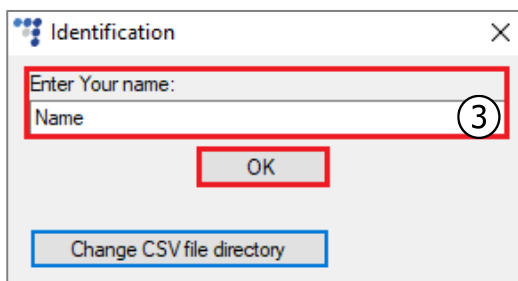 Identification
Enter Your name:
Name
3
OK
Change CSV file directory